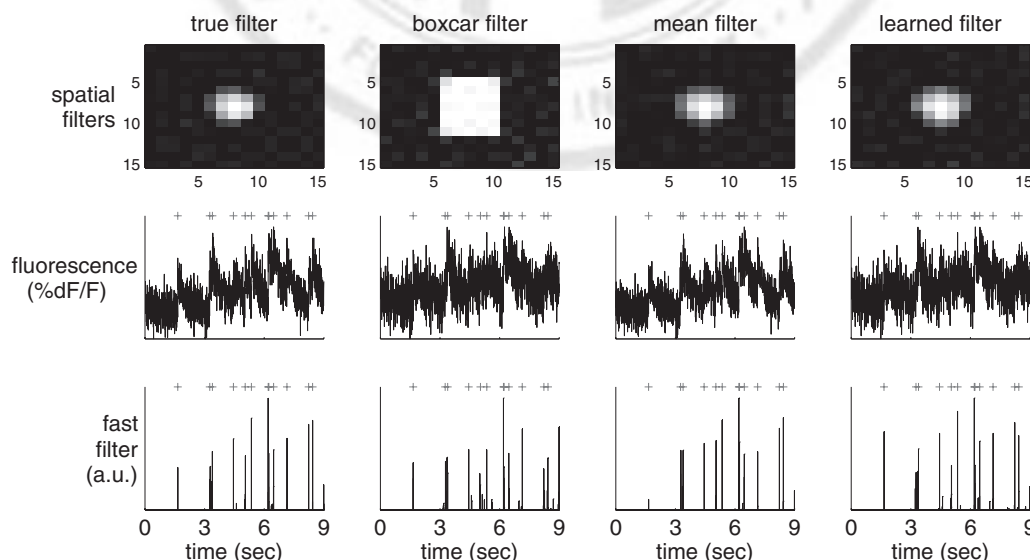 true filter boxcar filter mean filter learned filter
spatial
filters
5 5 5 5
10 10 10 10
15 15 15 15
5 10 15 5 10 15 5 10 15 5 10 15
fluorescence
(%dF/F)
fast
filter
(a.u.)
0 3 6 9 0 3 6 9 0 3 6 9 0 3 6 9
time (sec) time (sec) time (sec) time (sec)